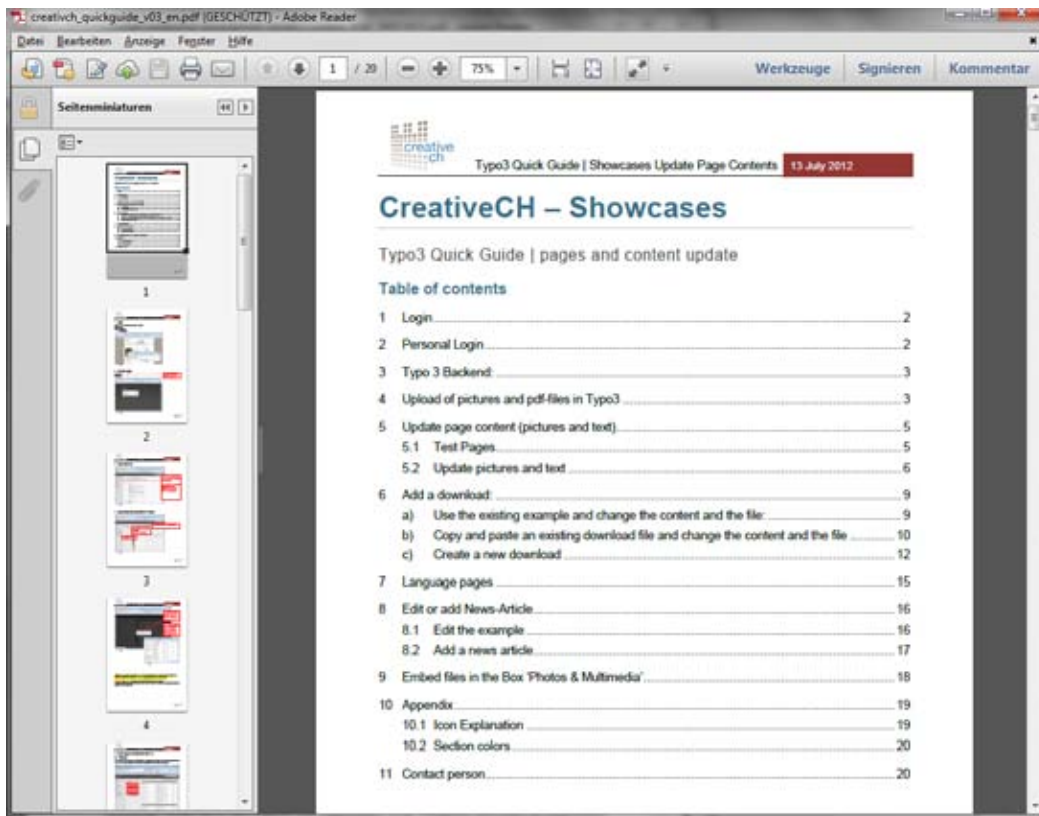 creativch_quickguide_v03_en.pdf (GESCHÜTZT) - Adobe Reader
Datei Bearbeiten Anzeige Fenster Hilfe
1 / 20 75% Werkzeuge Signieren Kommentar
Seitenminiaturen
1
2
3
4
creative
ch
Typo3 Quick Guide | Showcases Update Page Contents 13 July 2012
CreativeCH – Showcases
Typo3 Quick Guide | pages and content update
Table of contents
1 Login 2
2 Personal Login 2
3 Typo 3 Backend: 3
4 Upload of pictures and pdf-files in Typo3 3
5 Update page content (pictures and text) 5
5.1 Test Pages 5
5.2 Update pictures and text 6
6 Add a download: 9
a) Use the existing example and change the content and the file: 9
b) Copy and paste an existing download file and change the content and the file 10
c) Create a new download 12
7 Language pages 15
8 Edit or add News-Article 16
8.1 Edit the example 16
8.2 Add a news article 17
9 Embed files in the Box 'Photos & Multimedia' 18
10 Appendix 19
10.1 Icon Explanation 19
10.2 Section colors 20
11 Contact person 20